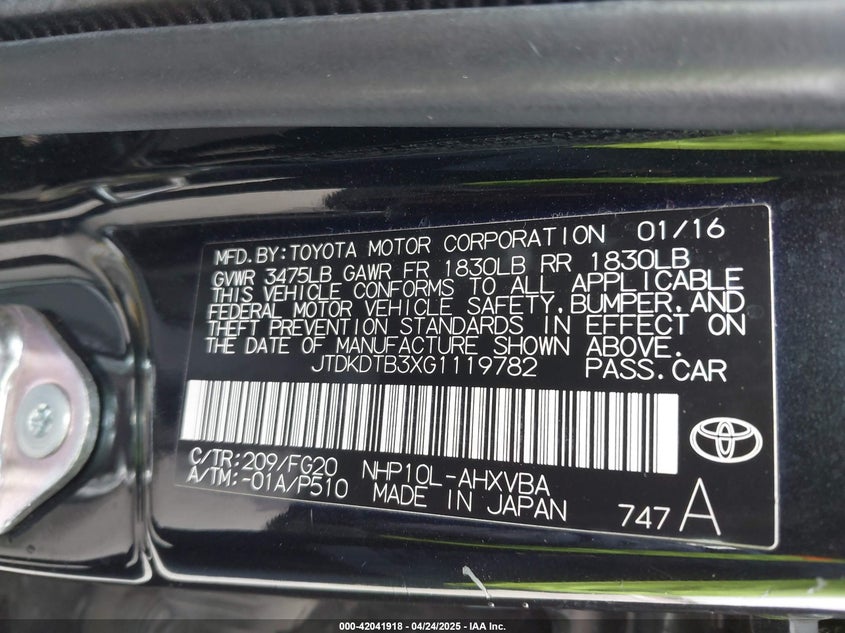 MFD.BY:TOYOTA MOTOR CORPORATION 01/16
GVWR 3475LB GAWR FR 1830LB RR 1830LB
THIS VEHICLE CONFORMS TO ALL APPLICABLE
FEDERAL MOTOR VEHICLE SAFETY, BUMPER, AND
THEFT PREVENTION STANDARDS IN EFFECT ON
THE DATE OF MANUFACTURE SHOWN ABOVE.
JTDKDTB3XG1119782 PASS.CAR
C/TR:209/FG20 NHP10L-AHXVBA
A/TM:-01A/P510 MADE IN JAPAN 747 A
000-42041918 - 04/24/2025 - IAA Inc.